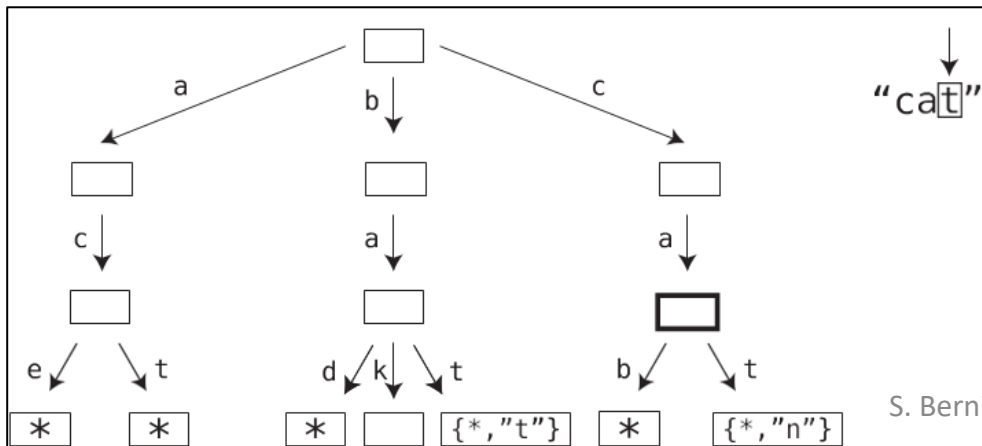 a b c
“cat”
c a a
e t d k t b t
* * * {*,”t”} * {*,”n”}
S. Bern